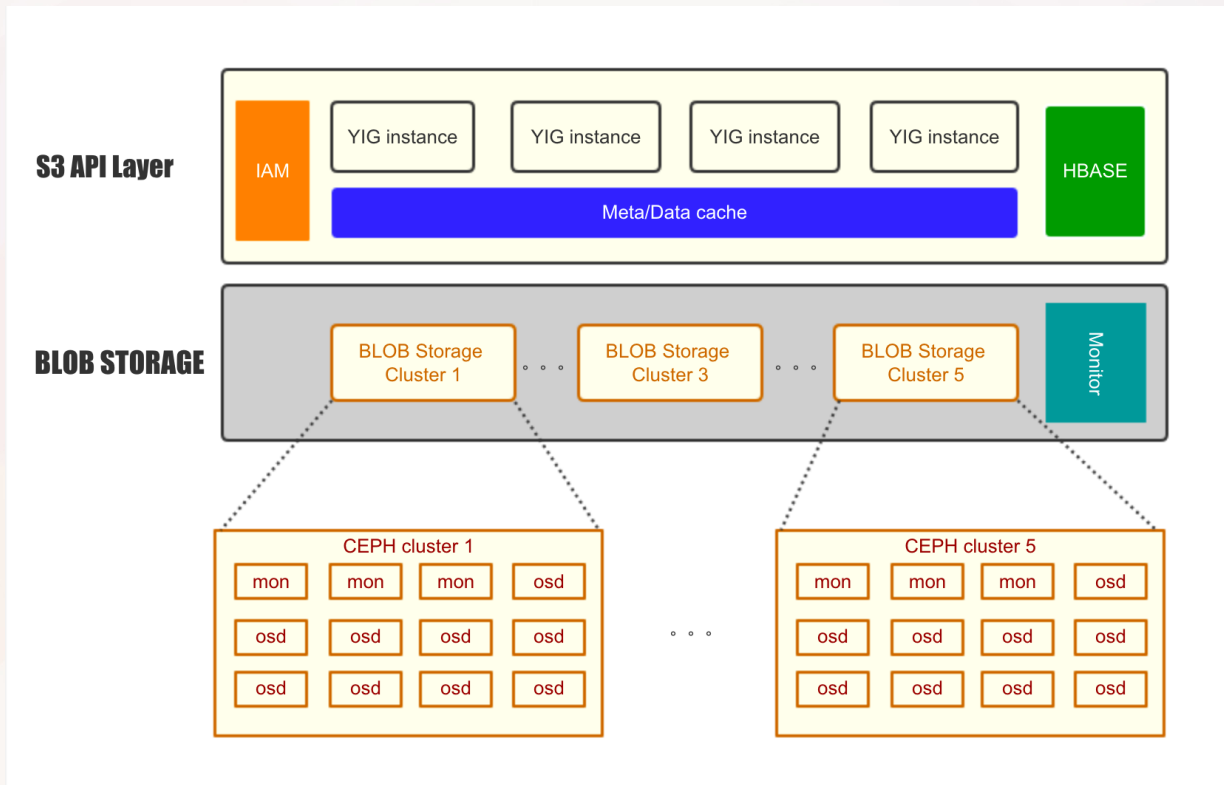 S3 API Layer
IAM
YIG instance
YIG instance
YIG instance
YIG instance
HBASE
Meta/Data cache
BLOB STORAGE
BLOB Storage
Cluster 1
BLOB Storage
Cluster 3
BLOB Storage
Cluster 5
Monitor
CEPH cluster 1
mon mon mon osd
osd osd osd osd
osd osd osd osd
CEPH cluster 5
mon mon mon osd
osd osd osd osd
osd osd osd osd